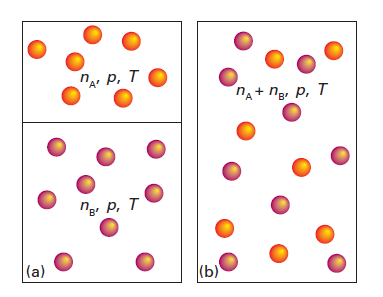 n_A, p, T
n_B, p, T
(a)
n_A + n_B, p, T
(b)